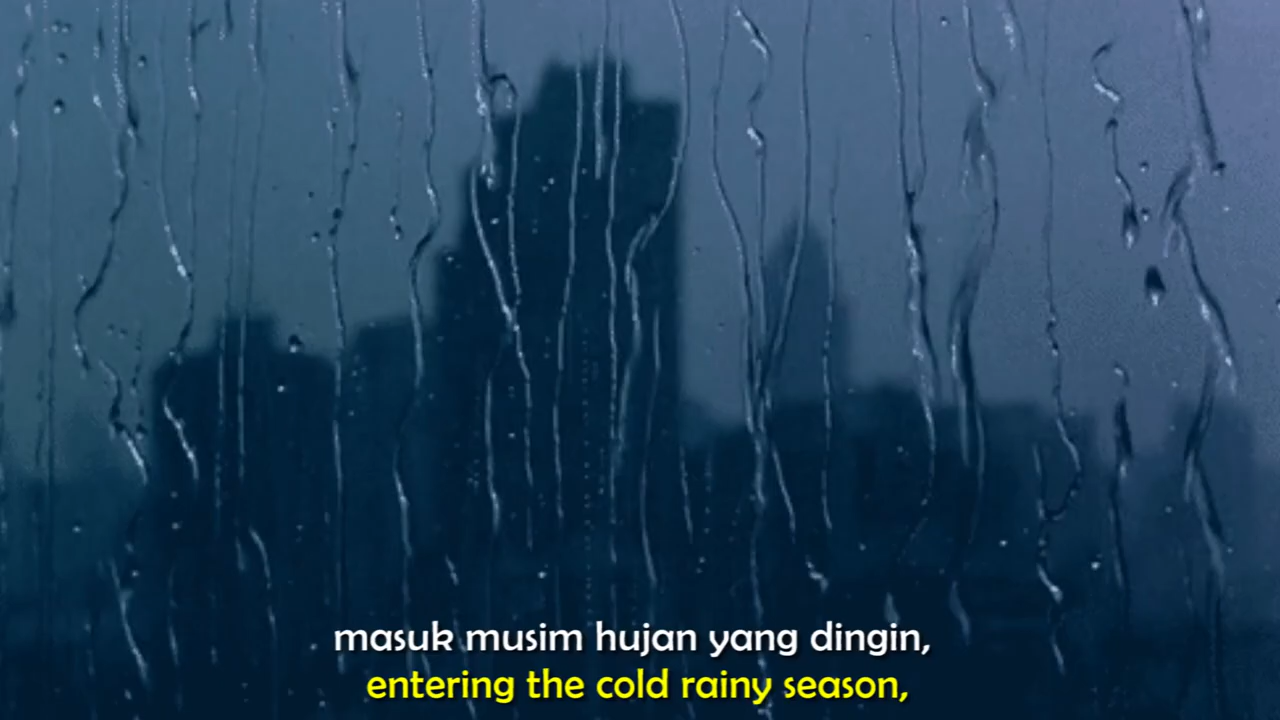 masuk musim hujan yang dingin,
entering the cold rainy season,